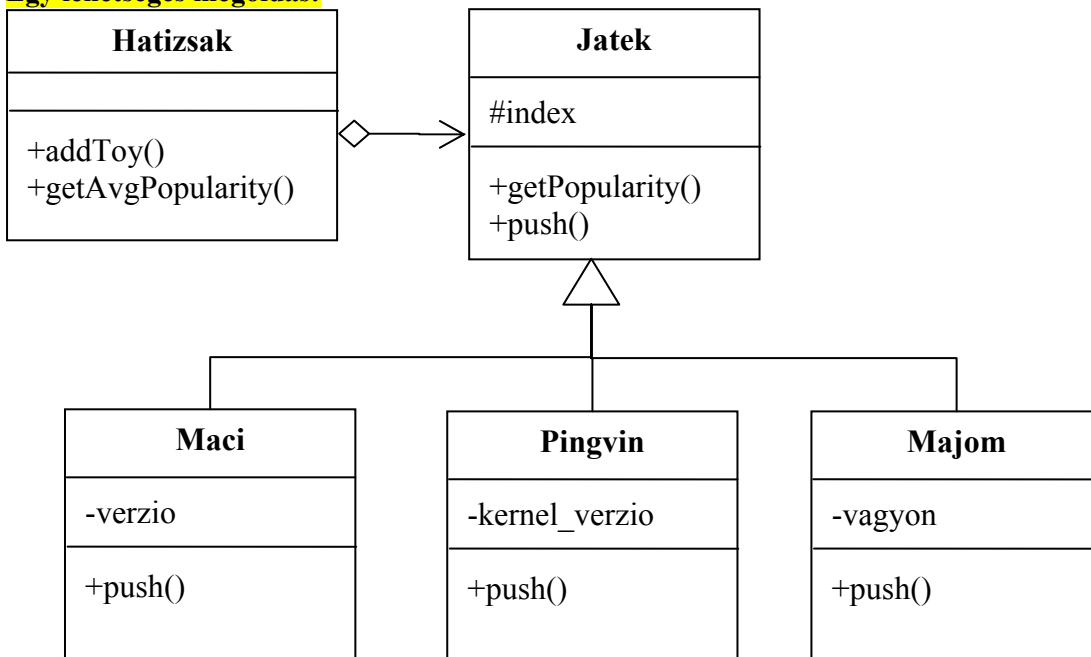 Egy lehetséges megoldás:
Hatizsak
+addToy()
+getAvgPopularity()
Jatek
#index
+getPopularity()
+push()
Maci
-verzio
+push()
Pingvin
-kernel_verzio
+push()
Majom
-vagyon
+push()